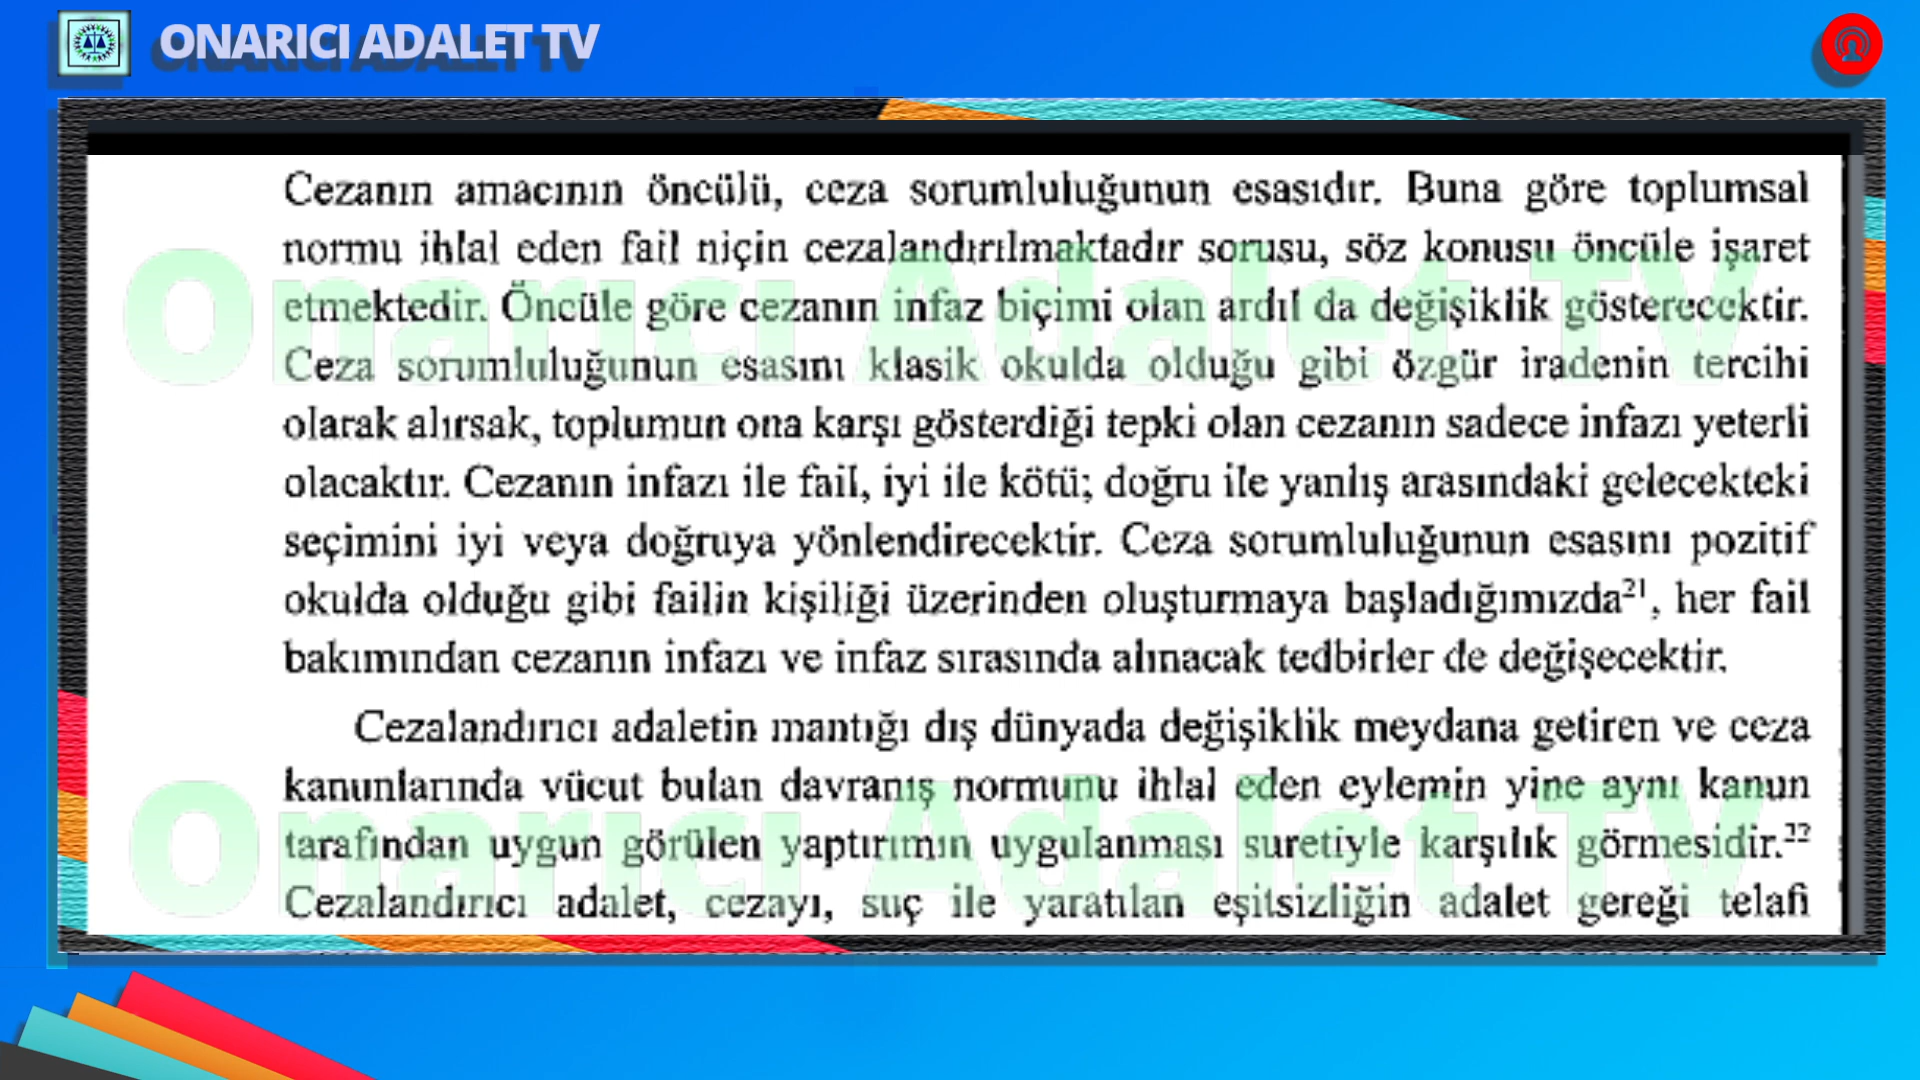 ONARICI ADALET TV
Cezanın amacının öncülü, ceza sorumluluğunun esasıdır. Buna göre toplumsal
normu ihlal eden fail niçin cezalandırılmaktadır sorusu, söz konusu öncüle işaret
etmektedir. Öncüle göre cezanın infaz biçimi olan ardıl da değişiklik gösterecektir.
Ceza sorumluluğunun esasını klasik okulda olduğu gibi özgür iradenin tercihi
olarak alırsak, toplumun ona karşı gösterdiği tepki olan cezanın sadece infazı yeterli
olacaktır. Cezanın infazı ile fail, iyi ile kötü; doğru ile yanlış arasındaki gelecekteki
seçimini iyi veya doğruya yönlendirecektir. Ceza sorumluluğunun esasını pozitif
okulda olduğu gibi failin kişiliği üzerinden oluşturmaya başladığımızda21, her fail
bakımından cezanın infazı ve infaz sırasında alınacak tedbirler de değişecektir.
Cezalandırıcı adaletin mantığı dış dünyada değişiklik meydana getiren ve ceza
kanunlarında vücut bulan davranış normunu ihlal eden eylemin yine aynı kanun
tarafından uygun görülen yaptırımın uygulanması suretiyle karşılık görmesidir.22
Cezalandırıcı adalet, cezayı, suç ile yaratılan eşitsizliğin adalet gereği telafi
Onarıcı Adalet TV
Onarıcı Adalet TV